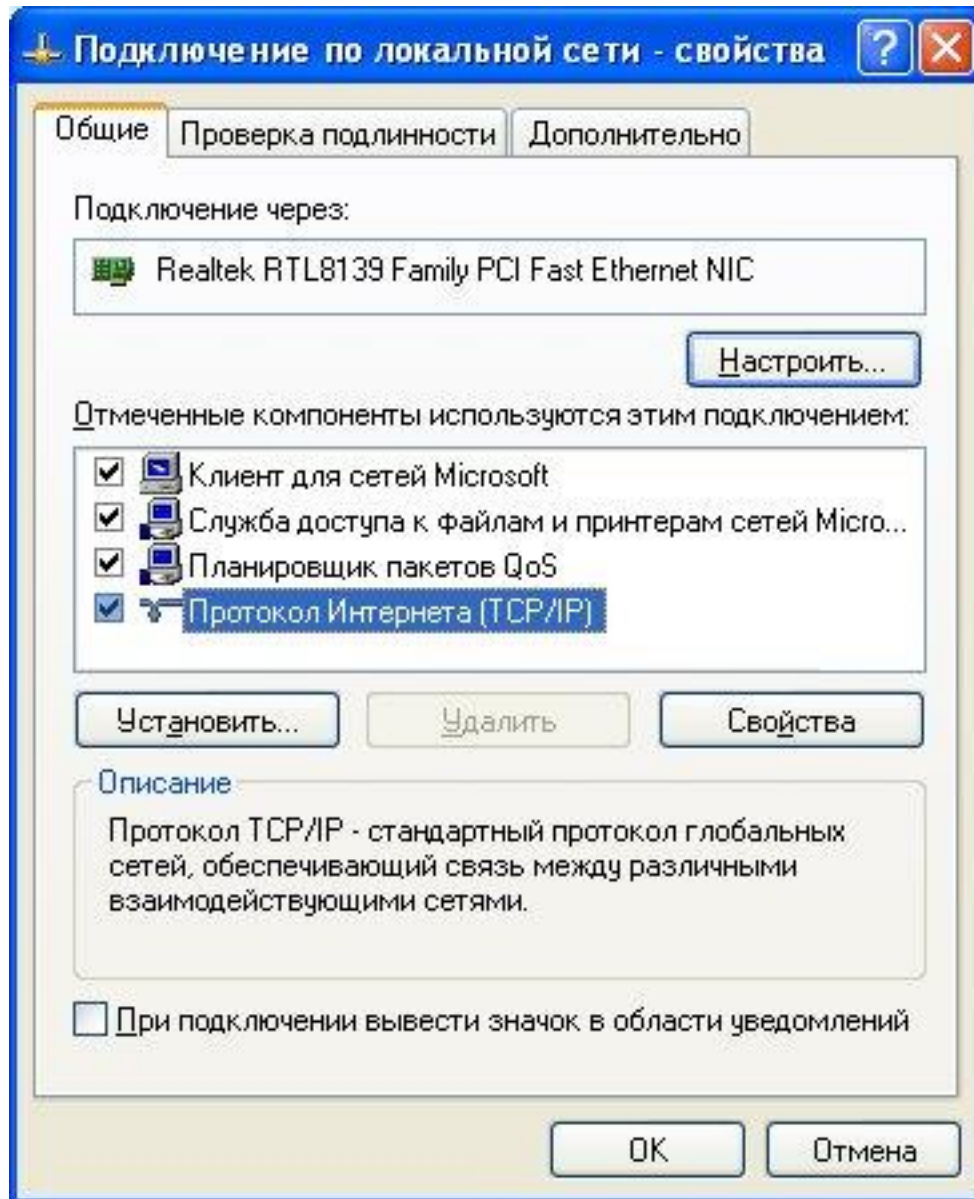 Подключение по локальной сети - свойства
Общие Проверка подлинности Дополнительно
Подключение через:
Realtek RTL8139 Family PCI Fast Ethernet NIC
Настроить...
Отмеченные компоненты используются этим подключением:
Клиент для сетей Microsoft
Служба доступа к файлам и принтерам сетей Micro...
Планировщик пакетов QoS
Протокол Интернета (TCP/IP)
Установить... Удалить Свойства
Описание
Протокол TCP/IP - стандартный протокол глобальных
сетей, обеспечивающий связь между различными
взаимодействующими сетями.
При подключении вывести значок в области уведомлений
OK Отмена